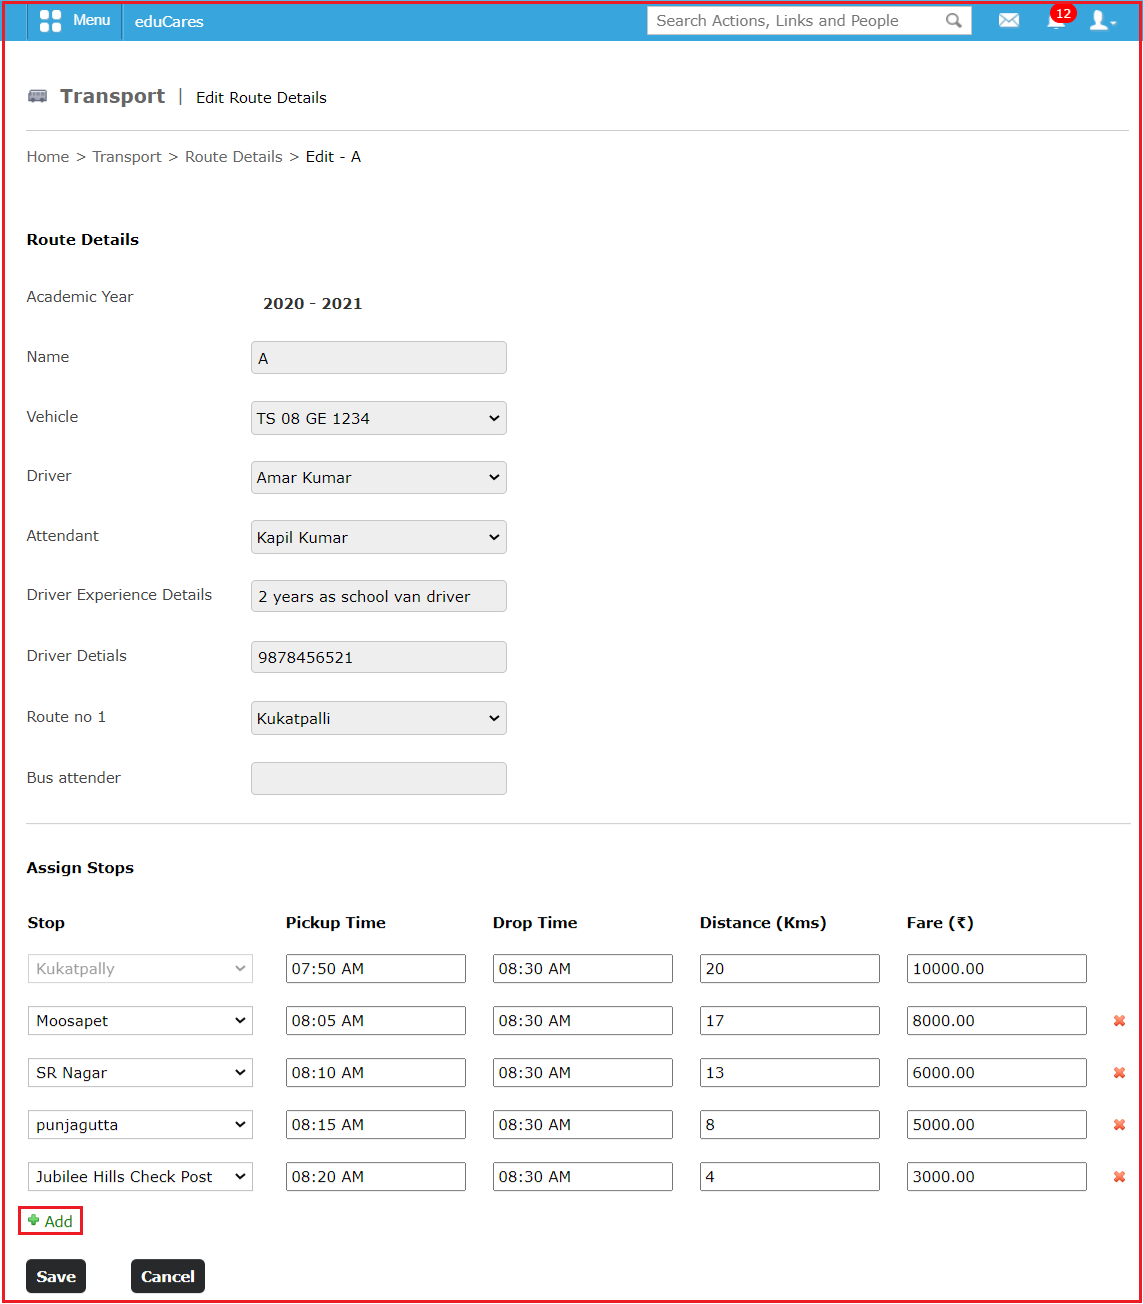 Menu eduCares Search Actions, Links and People 12
Transport | Edit Route Details
Home > Transport > Route Details > Edit - A
Route Details
Academic Year 2020 - 2021
Name A
Vehicle TS 08 GE 1234
Driver Amar Kumar
Attendant Kapil Kumar
Driver Experience Details 2 years as school van driver
Driver Detials 9878456521
Route no 1 Kukatpalli
Bus attender
Assign Stops
Stop Pickup Time Drop Time Distance (Kms) Fare (₹)
Kukatpally 07:50 AM 08:30 AM 20 10000.00
Moosapet 08:05 AM 08:30 AM 17 8000.00
SR Nagar 08:10 AM 08:30 AM 13 6000.00
punjagutta 08:15 AM 08:30 AM 8 5000.00
Jubilee Hills Check Post 08:20 AM 08:30 AM 4 3000.00
Add
Save Cancel